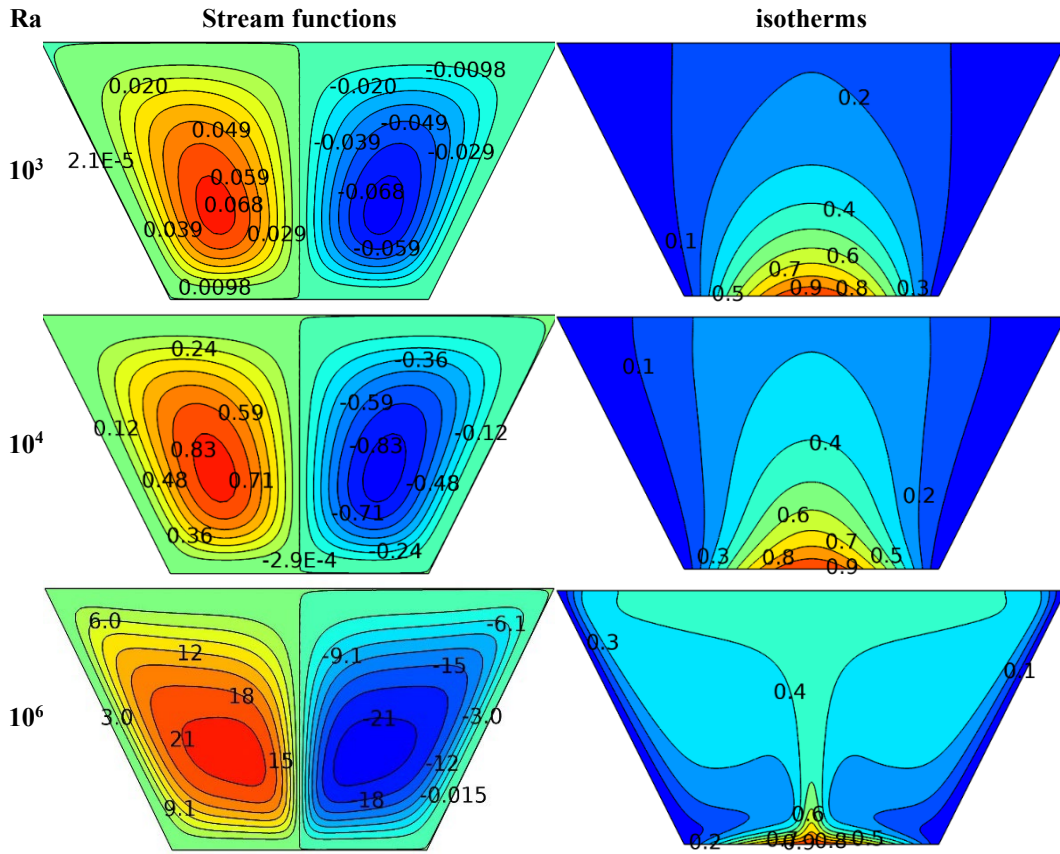 Ra Stream functions isotherms
0.020 -0.020 -0.0098 0.2
0.049 -0.049
-0.039 -0.029
10³ 2.1E-5
0.059
0.068 -0.068 0.4
0.039 0.029 -0.059 0.1 0.6
0.7
0.0098 0.5 0.9 0.8 0.3
0.24 -0.36 0.1
0.59 -0.59
10⁴ 0.12 0.83 -0.83 -0.12 0.4
0.48 0.71 -0.48 0.2
-0.71 0.6
0.36 -0.24 0.7
-2.9E-4 0.3 0.8 0.9 0.5
6.0 -6.1
12 -9.1 -15 0.3
18 0.4 0.1
10⁶ 3.0 -21 -3.0
21 15 -12
9.1 18 -0.015 0.6
0.2 0.7 0.9 0.8 0.5